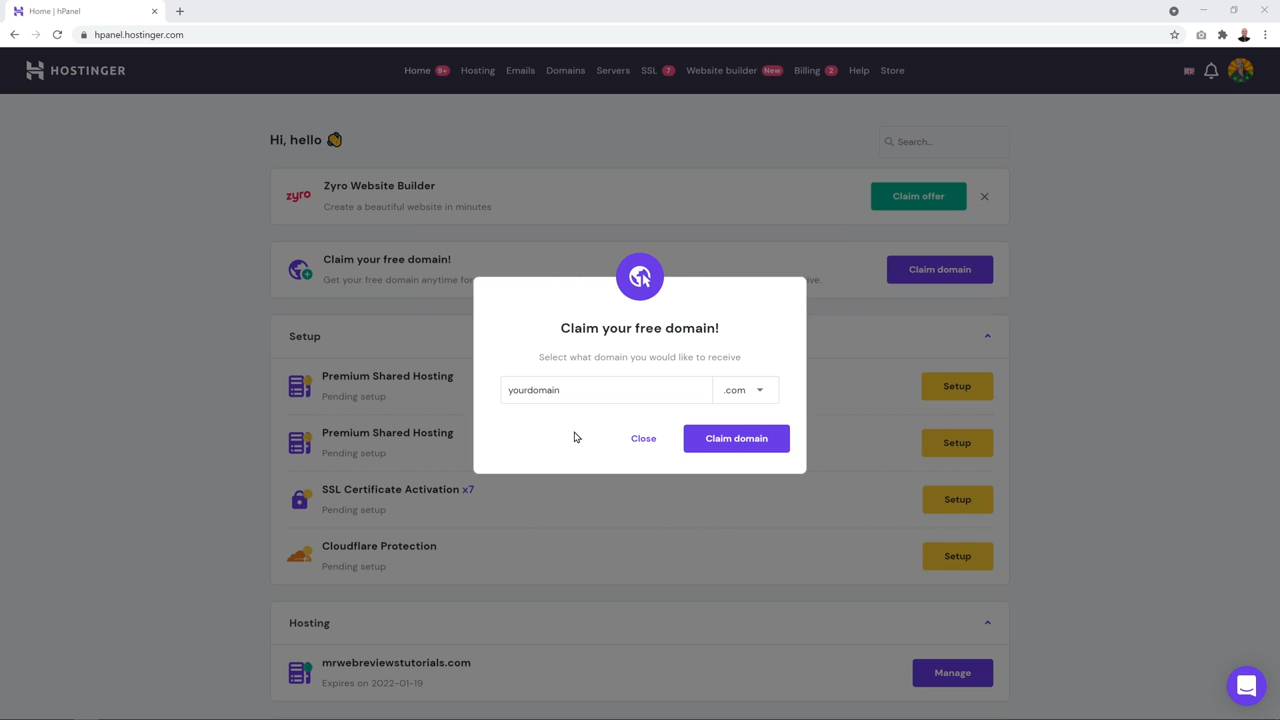 Home | hPanel
hpanel.hostinger.com
HOSTINGER
Home 9+ Hosting Emails Domains Servers SSL 7 Website builder New Billing 2 Help Store
Hi, hello 👏
Search...
zyro
Zyro Website Builder
Create a beautiful website in minutes
Claim offer
Claim your free domain!
Get your free domain anytime for
ve.
Claim domain
Claim your free domain!
Select what domain you would like to receive
yourdomain .com
Close Claim domain
Setup
Premium Shared Hosting
Pending setup
Setup
Premium Shared Hosting
Pending setup
Setup
SSL Certificate Activation x7
Pending setup
Setup
Cloudflare Protection
Pending setup
Setup
Hosting
mrwebreviewstutorials.com
Expires on 2022-01-19
Manage